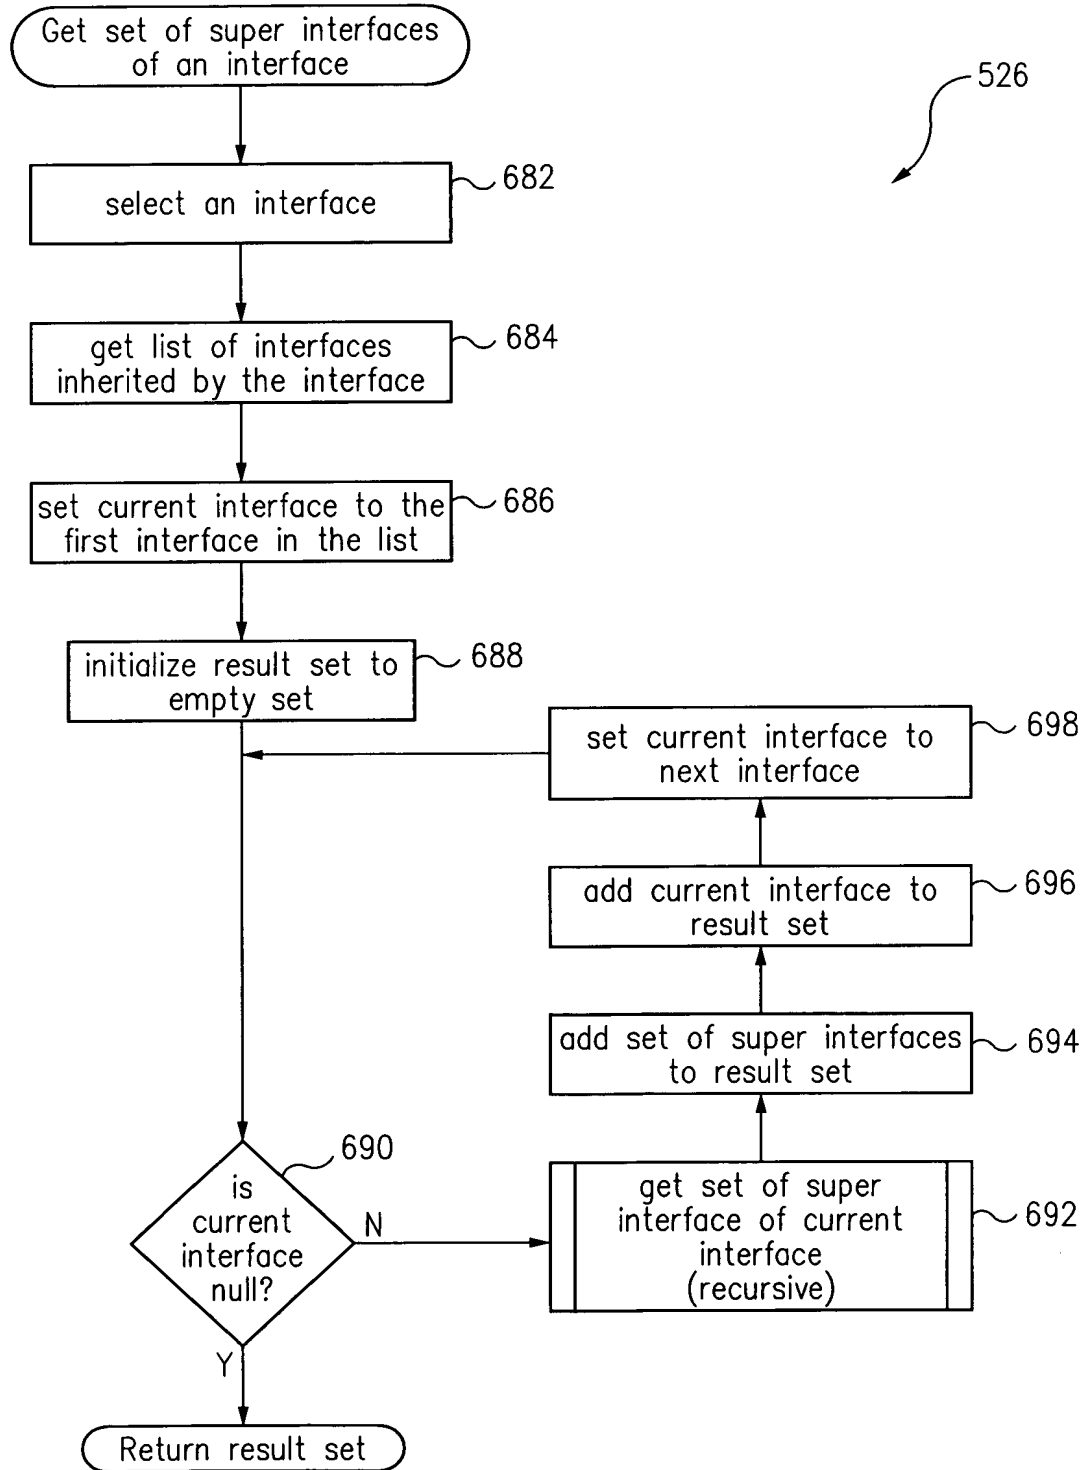 Get set of super interfaces
of an interface
526
select an interface
682
get list of interfaces
inherited by the interface
684
set current interface to the
first interface in the list
686
initialize result set to
empty set
688
set current interface to
next interface
698
add current interface to
result set
696
add set of super interfaces
to result set
694
is
current
interface
null?
690
N
get set of super
interface of current
interface
(recursive)
692
Y
Return result set